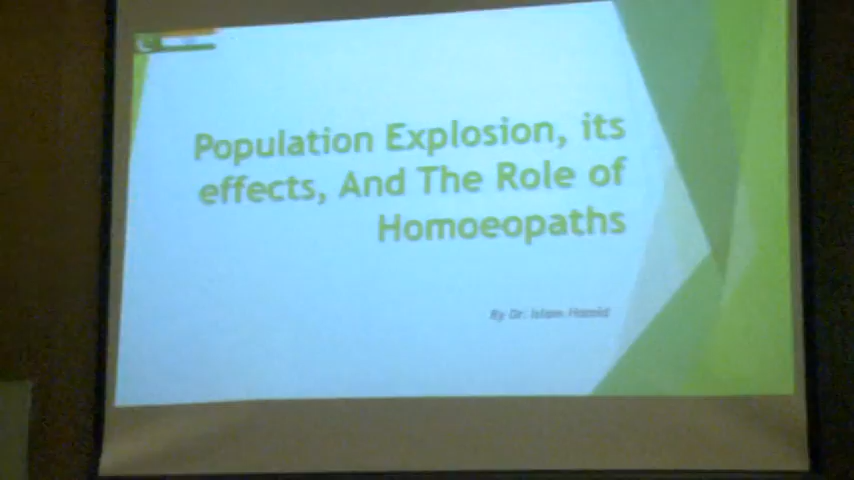 Population Explosion, its
effects, And The Role of
Homoeopaths
By Dr. Islam Hamid